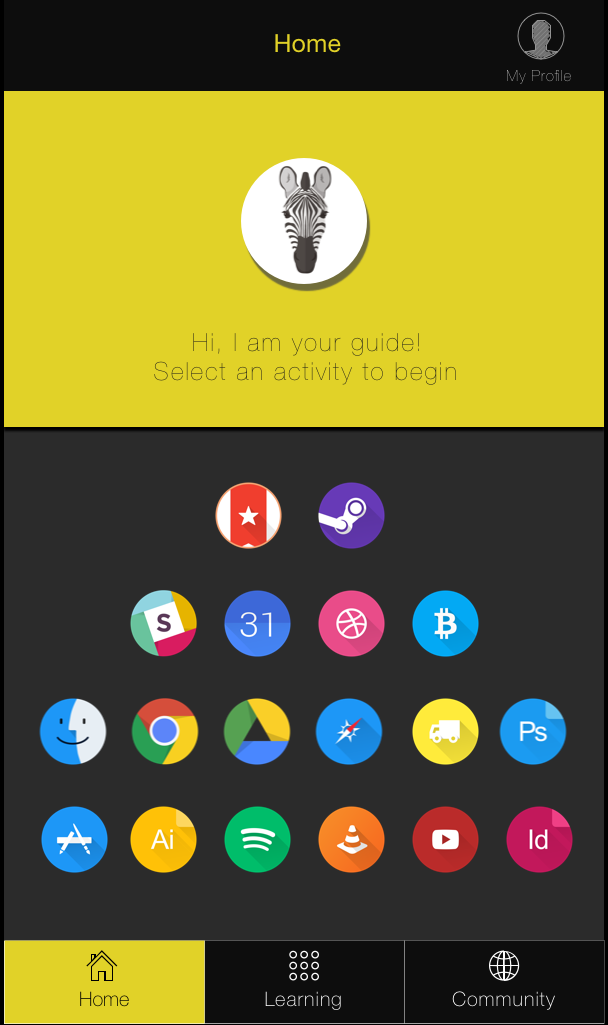 Home
My Profile
Hi, I am your guide!
Select an activity to begin
S
31
Ps
Ai
Id
Home
Learning
Community